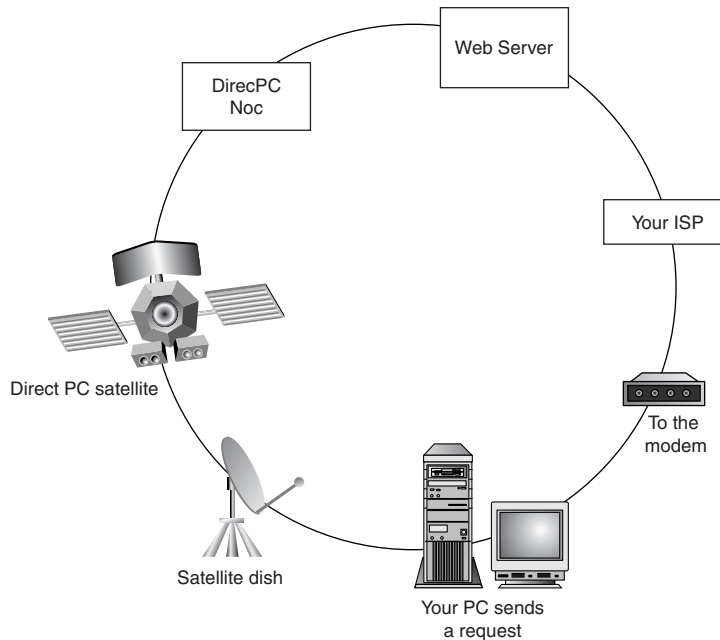 Web Server
DirecPC
Noc
Your ISP
Direct PC satellite
To the
modem
Satellite dish
Your PC sends
a request